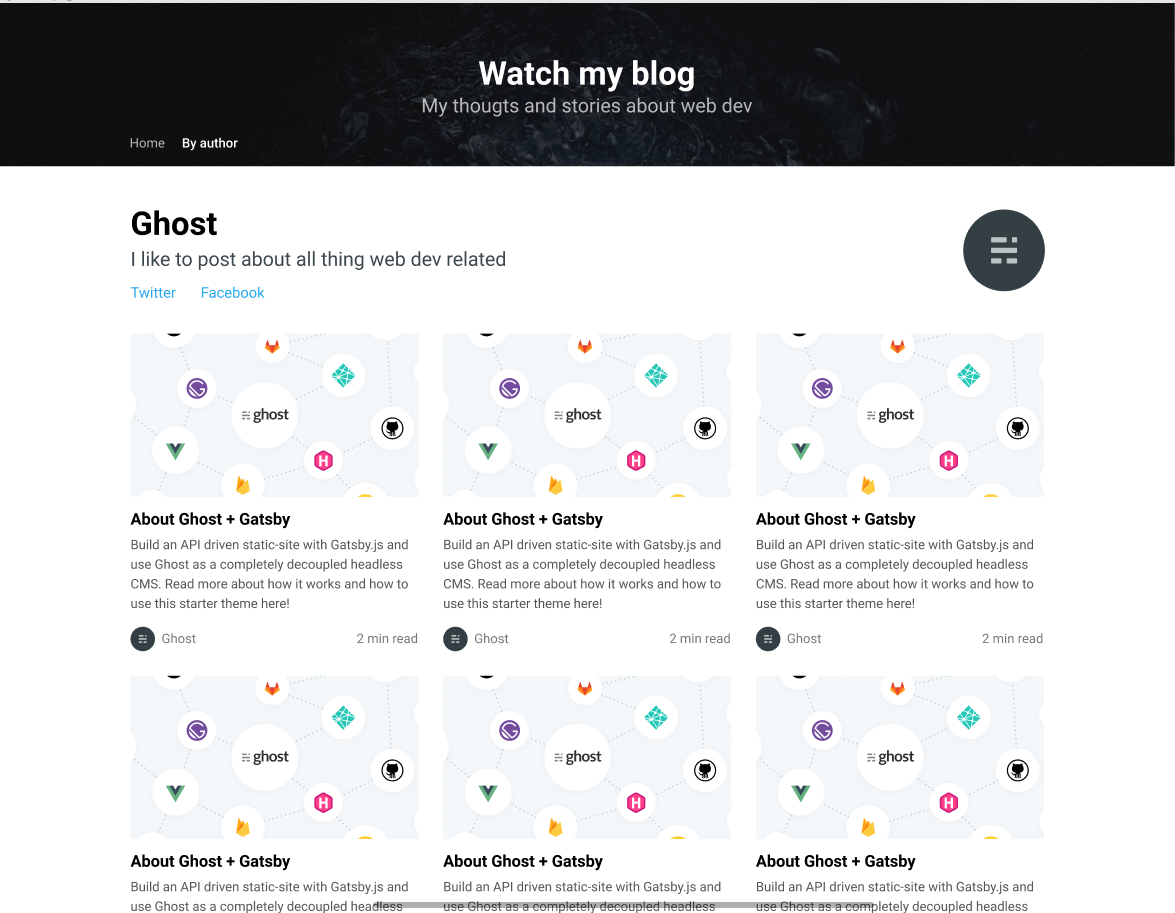 Watch my blog
My thougts and stories about web dev
Home By author
Ghost
I like to post about all thing web dev related
Twitter Facebook
ghost
ghost
ghost
About Ghost + Gatsby
Build an API driven static-site with Gatsby.js and
use Ghost as a completely decoupled headless
CMS. Read more about how it works and how to
use this starter theme here!
Ghost 2 min read
About Ghost + Gatsby
Build an API driven static-site with Gatsby.js and
use Ghost as a completely decoupled headless
CMS. Read more about how it works and how to
use this starter theme here!
Ghost 2 min read
About Ghost + Gatsby
Build an API driven static-site with Gatsby.js and
use Ghost as a completely decoupled headless
CMS. Read more about how it works and how to
use this starter theme here!
Ghost 2 min read
ghost
ghost
ghost
About Ghost + Gatsby
Build an API driven static-site with Gatsby.js and
use Ghost as a completely decoupled headless
About Ghost + Gatsby
Build an API driven static-site with Gatsby.js and
use Ghost as a completely decoupled headless
About Ghost + Gatsby
Build an API driven static-site with Gatsby.js and
use Ghost as a completely decoupled headless